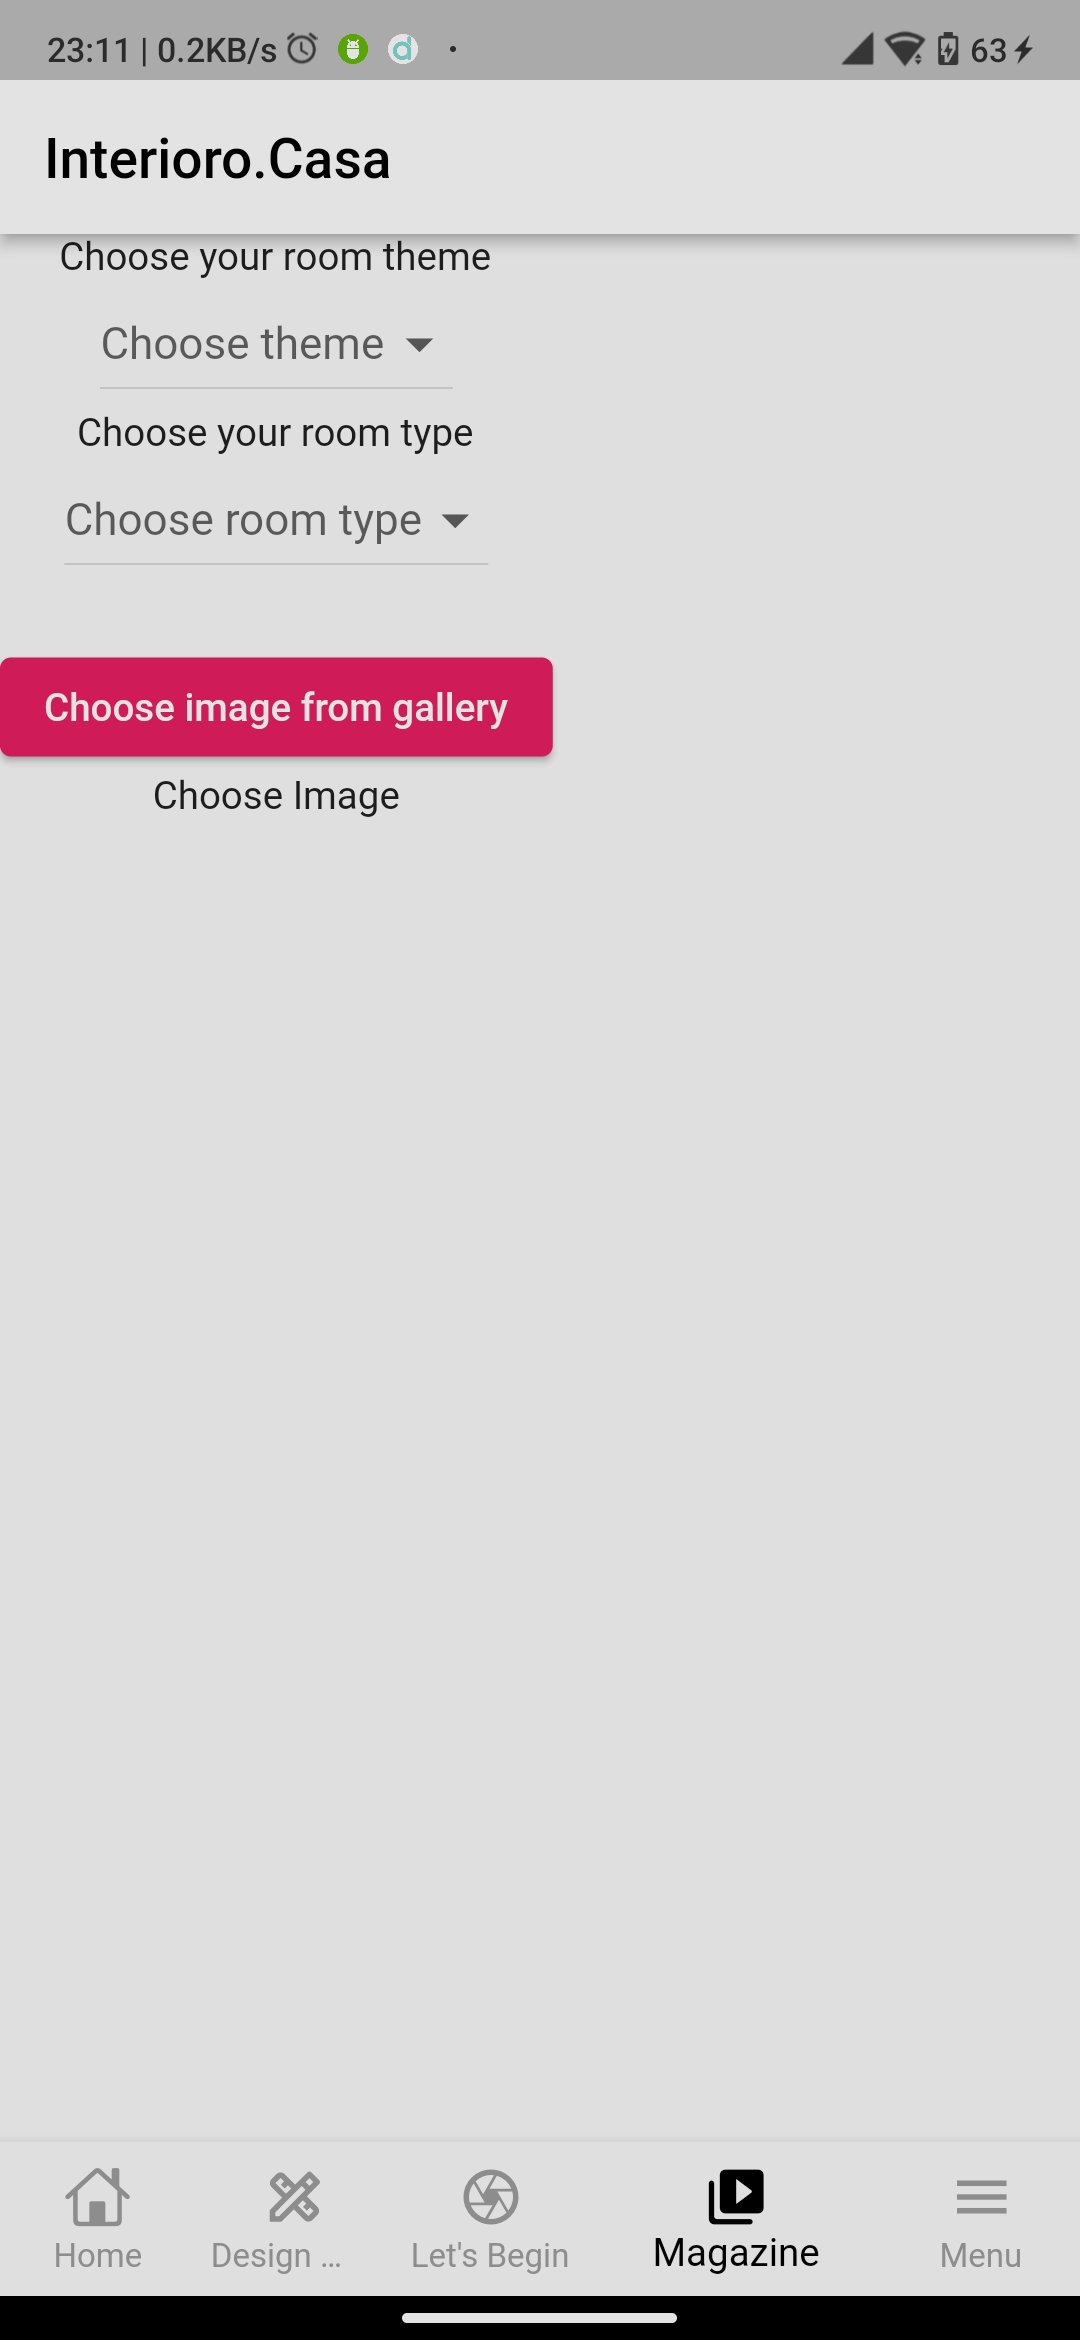 23:11 | 0.2KB/s 63
Interioro.Casa
Choose your room theme
Choose theme
Choose your room type
Choose room type
Choose image from gallery
Choose Image
Home Design ... Let's Begin Magazine Menu